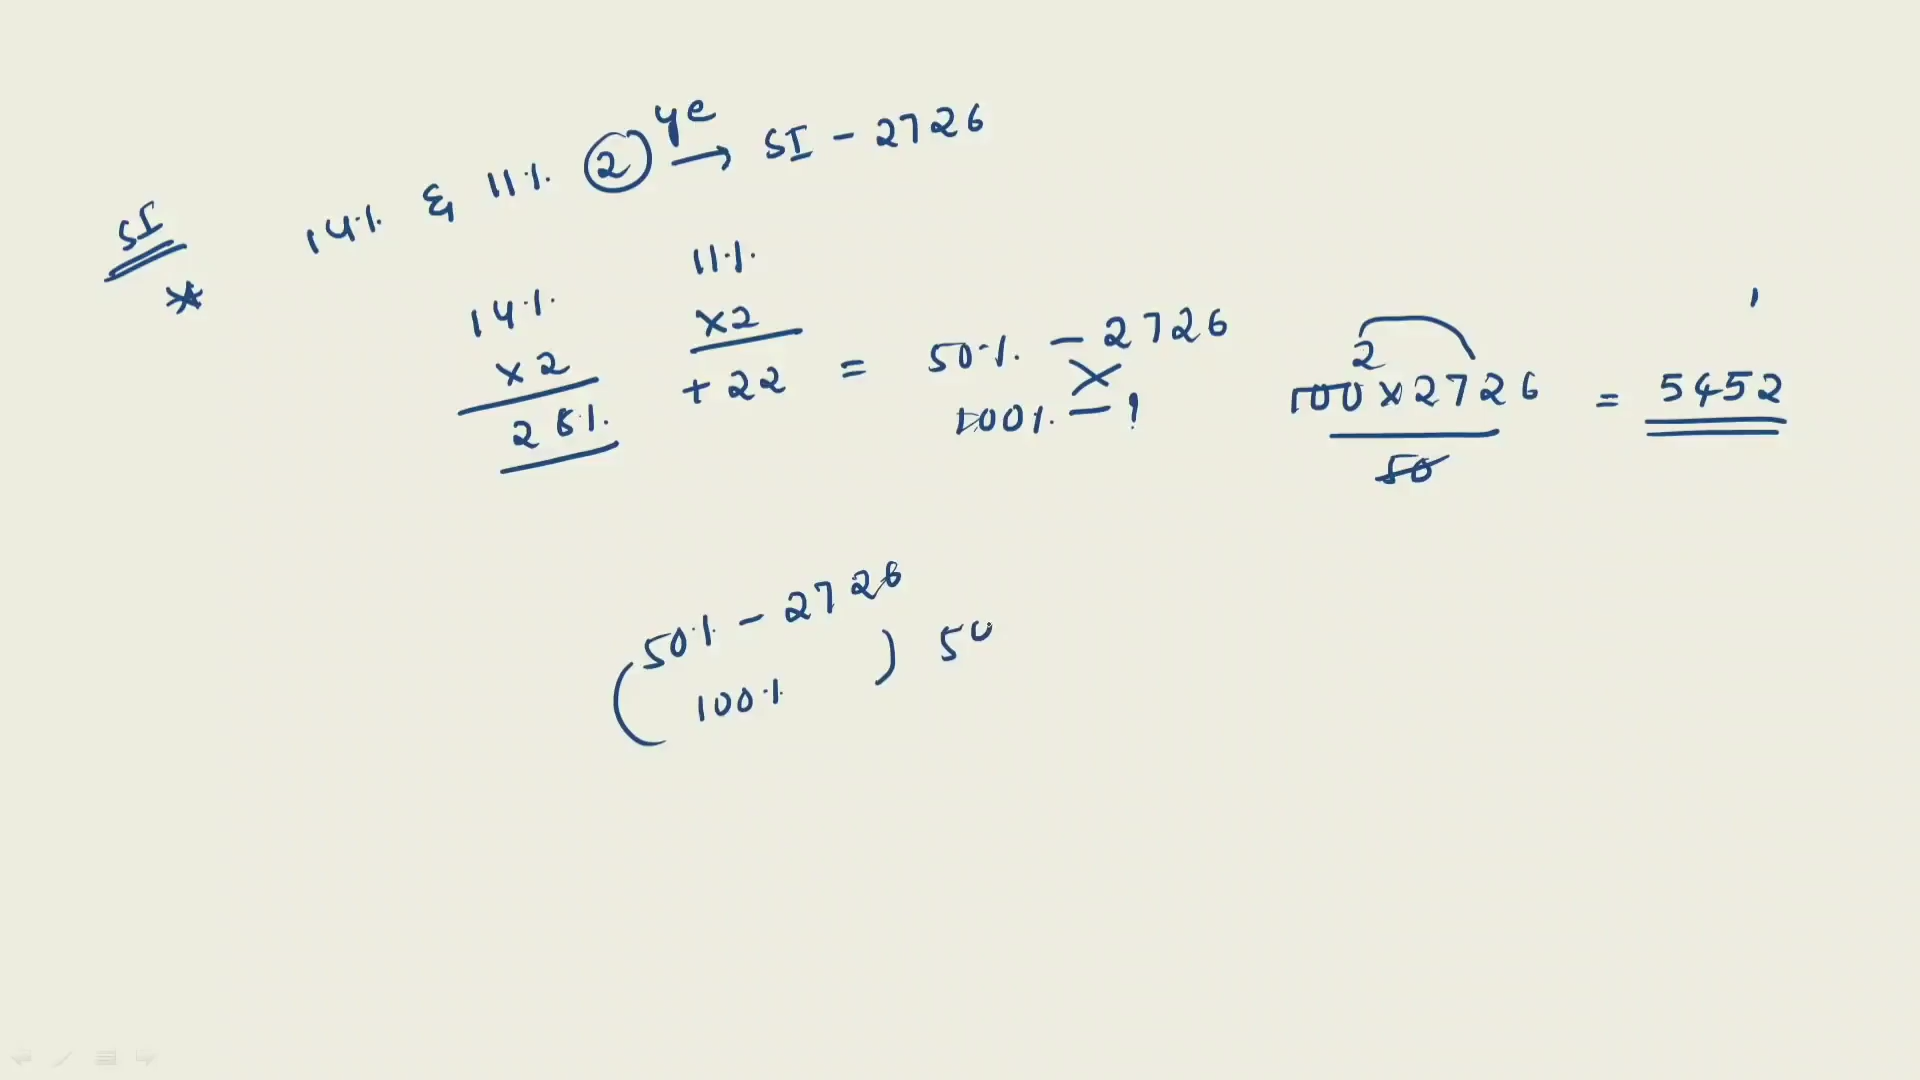 SI
14% & 11% 2 ye → SI - 2726
14%
×2
28%
11%
×2
+22 = 50% - 2726
100% - !
2
100×2726 = 5452
50
50% - 2726
( 100% ) 50